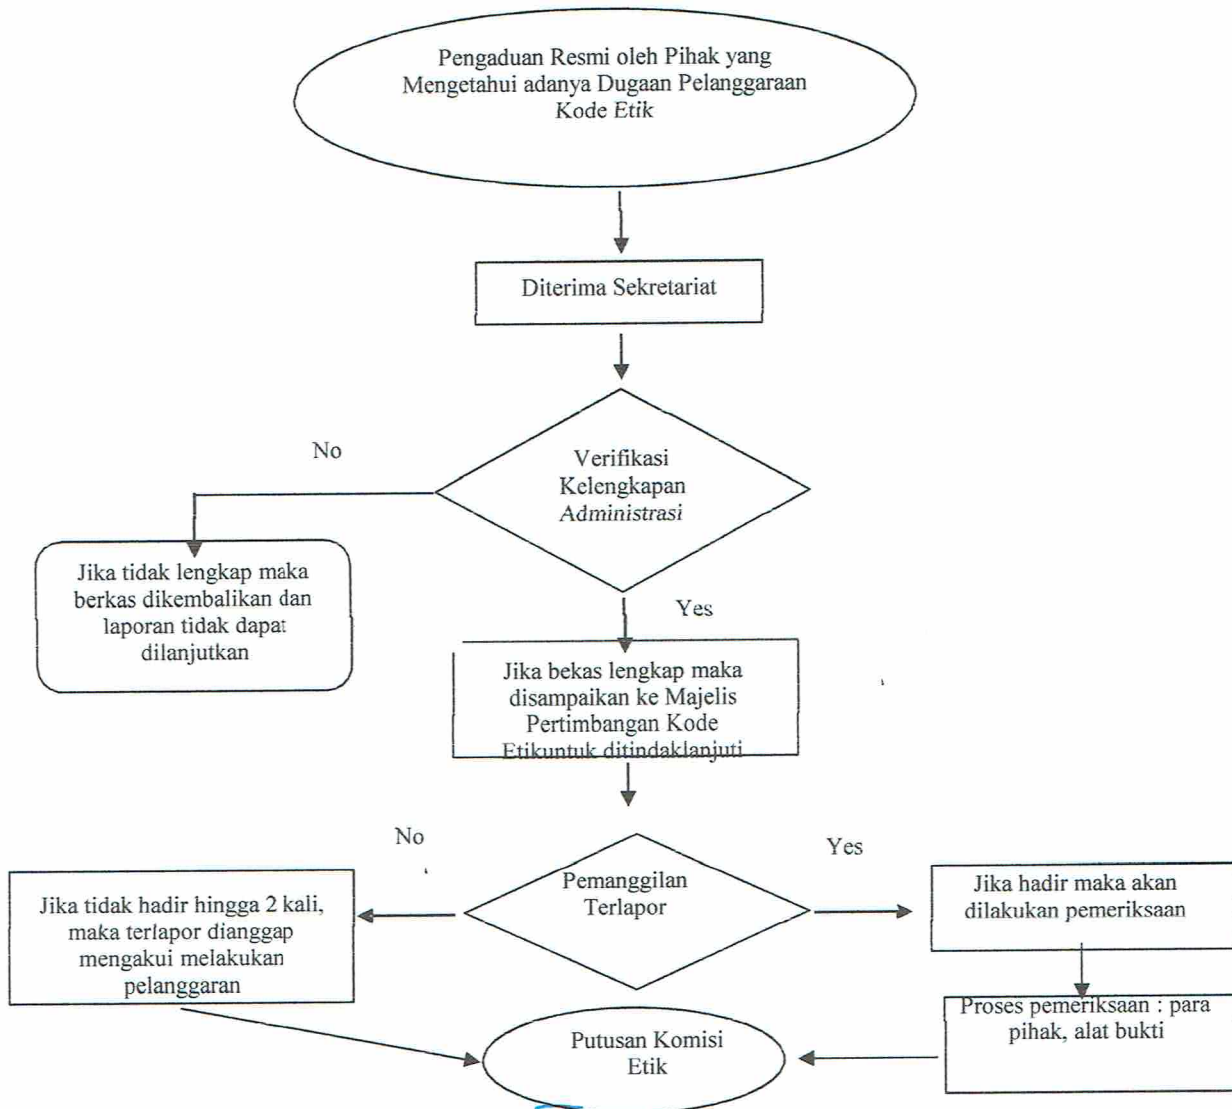 Pengaduan Resmi oleh Pihak yang
Mengetahui adanya Dugaan Pelanggaraan
Kode Etik
Diterima Sekretariat
No
Verifikasi
Kelengkapan
Administrasi
Jika tidak lengkap maka
berkas dikembalikan dan
laporan tidak dapat
dilanjutkan
Yes
Jika bekas lengkap maka
disampaikan ke Majelis
Pertimbangan Kode
Etikuntuk ditindaklanjuti
No
Yes
Pemanggilan
Terlapor
Jika tidak hadir hingga 2 kali,
maka terlapor dianggap
mengakui melakukan
pelanggaran
Jika hadir maka akan
dilakukan pemeriksaan
Proses pemeriksaan : para
pihak, alat bukti
Putusan Komisi
Etik